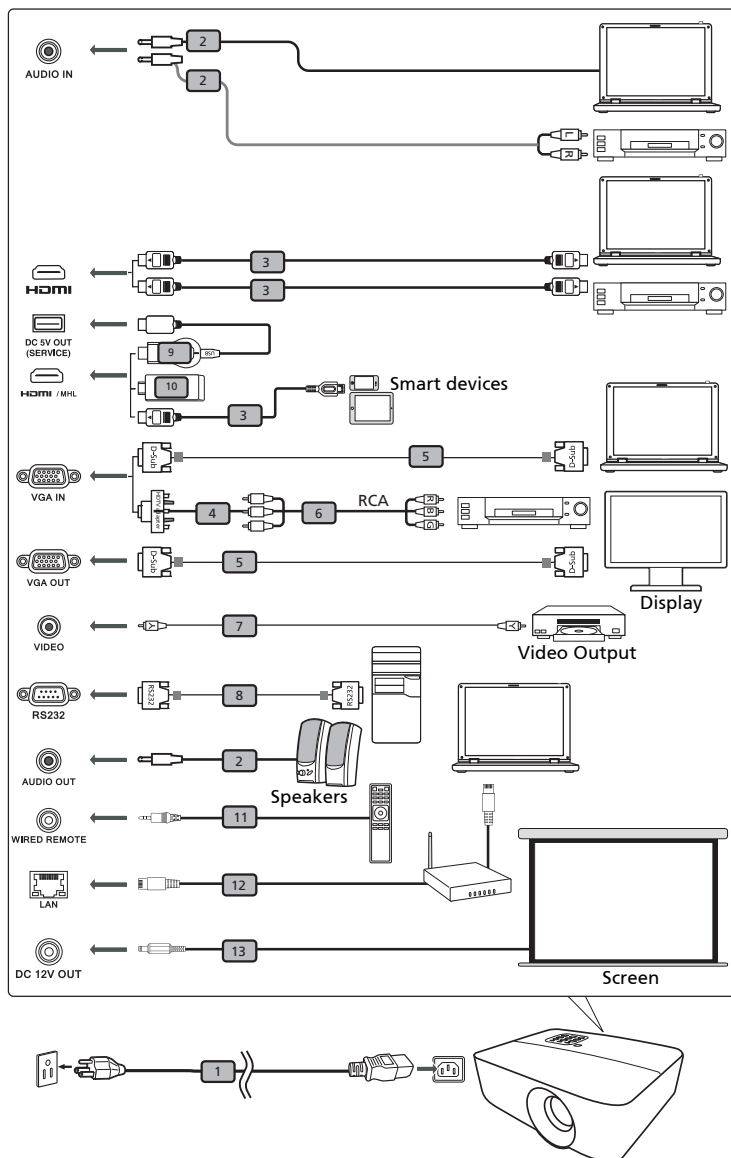 2
AUDIO IN
2
L
R
3
HDMI
3
DC 5V OUT
(SERVICE)
9
USB
HDMI / MHL
10
Smart devices
3
D-Sub
5
D-Sub
VGA IN
HDTV adapter
4
6
RCA
R
B
G
D-Sub
5
D-Sub
VGA OUT
Display
Y
7
Y
VIDEO
Video Output
RS232
8
RS232
RS232
2
AUDIO OUT
Speakers
11
WIRED REMOTE
12
LAN
13
DC 12V OUT
Screen
1